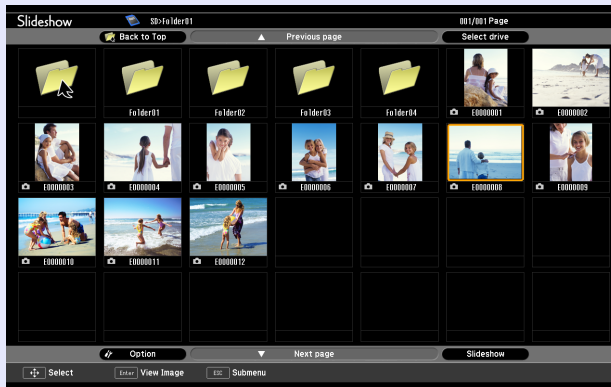 Slideshow SD>Folder01 001/001 Page
Back to Top Previous page Select drive
Folder01 Folder02 Folder03 Folder04 E0000001 E0000002
E0000003 E0000004 E0000005 E0000006 E0000007 E0000008 E0000009
E0000010 E0000011 E0000012
Option Next page Slideshow
Select Enter View Image ESC Submenu